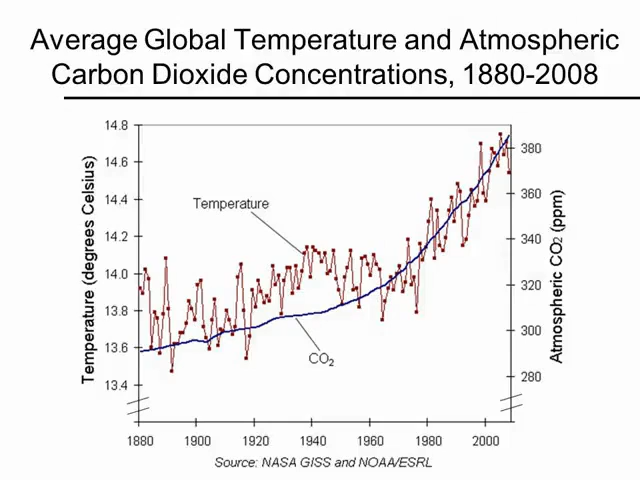 Average Global Temperature and Atmospheric
Carbon Dioxide Concentrations, 1880-2008
Temperature (degrees Celsius)
14.8
14.6
14.4
14.2
14.0
13.8
13.6
13.4
Temperature
CO2
380
360
340
320
300
280
Atmospheric CO2 (ppm)
1880 1900 1920 1940 1960 1980 2000
Source: NASA GISS and NOAA/ESRL